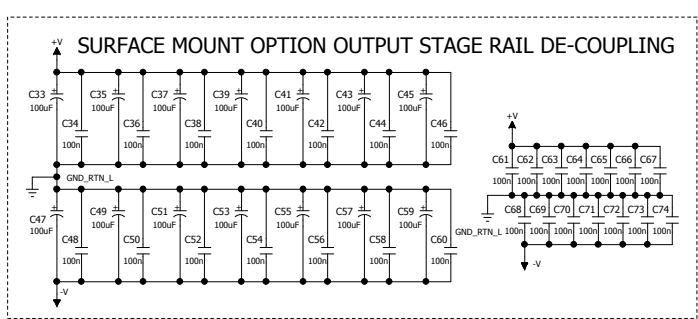 +V SURFACE MOUNT OPTION OUTPUT STAGE RAIL DE-COUPLING
C33 C35 C37 C39 C41 C43 C45
100uF 100uF 100uF 100uF 100uF 100uF 100uF
C34 C36 C38 C40 C42 C44 C46
100n 100n 100n 100n 100n 100n 100n
GND_RTN_L
C47 C49 C51 C53 C55 C57 C59
100uF 100uF 100uF 100uF 100uF 100uF 100uF
C48 C50 C52 C54 C56 C58 C60
100n 100n 100n 100n 100n 100n 100n
-V
+V
C61 C62 C63 C64 C65 C66 C67
100n 100n 100n 100n 100n 100n 100n
C68 C69 C70 C71 C72 C73 C74
GND_RTN_L 100n 100n 100n 100n 100n 100n 100n
-V